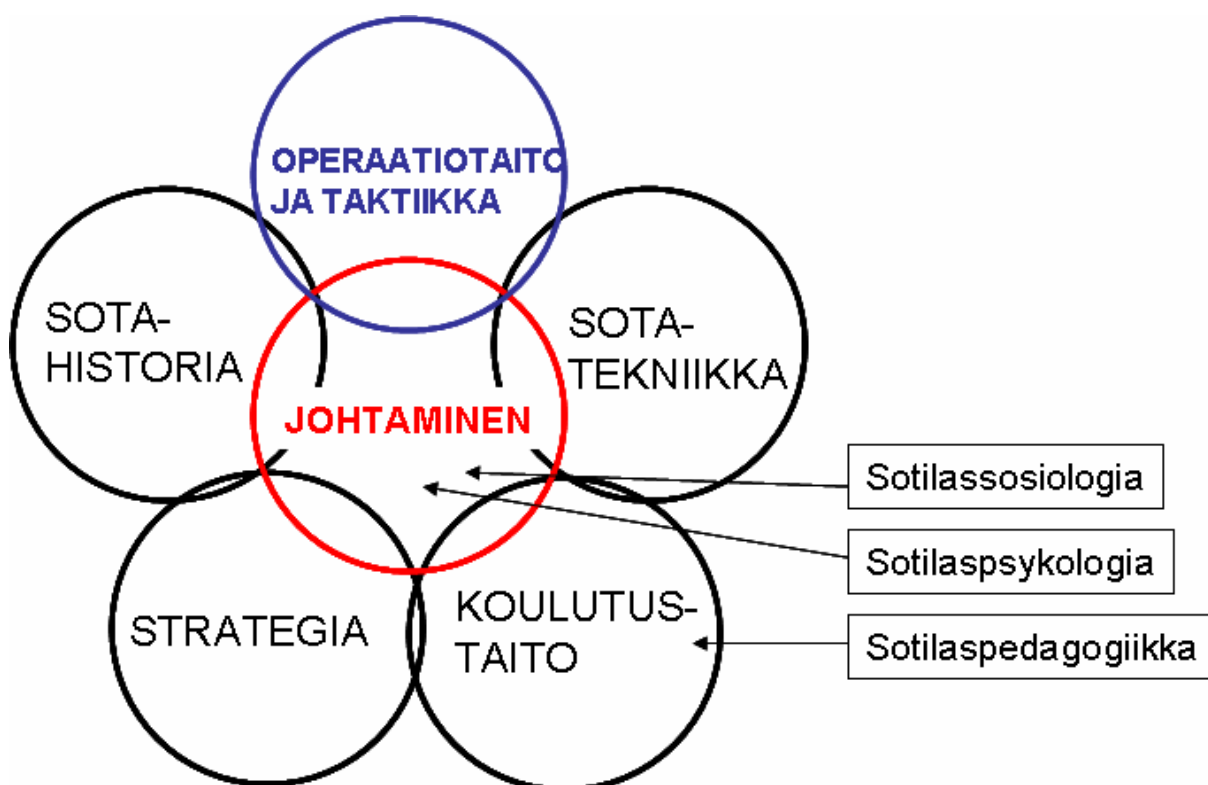 OPERAATIOTAITO
JA TAKTIIKKA
SOTA-
HISTORIA
SOTA-
TEKNIIKKA
JOHTAMINEN
STRATEGIA
KOULUTUS-
TAITO
Sotilassosiologia
Sotilaspsykologia
Sotilaspedagogiikka